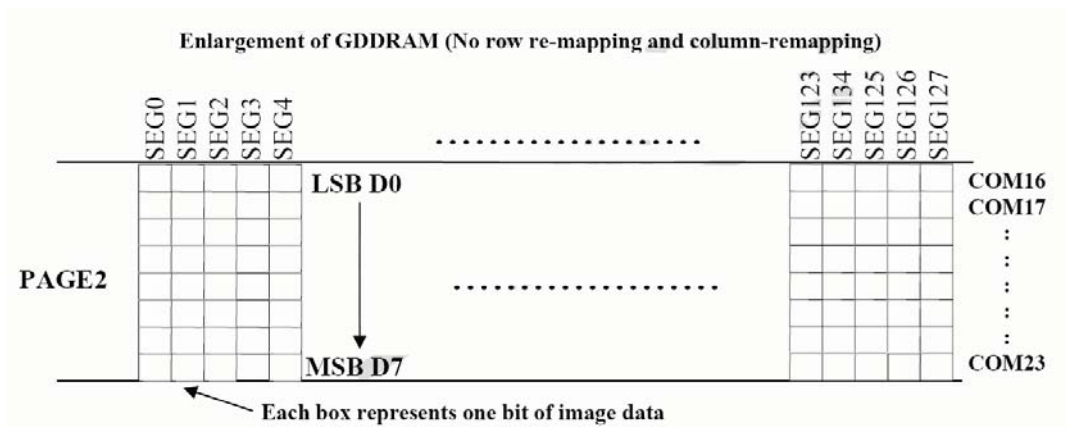 Enlargement of GDDRAM (No row re-mapping and column-remapping)
SEG0 SEG1 SEG2 SEG3 SEG4 SEG123 SEG134 SEG125 SEG126 SEG127
LSB D0
COM16
COM17
PAGE2
MSB D7
COM23
Each box represents one bit of image data